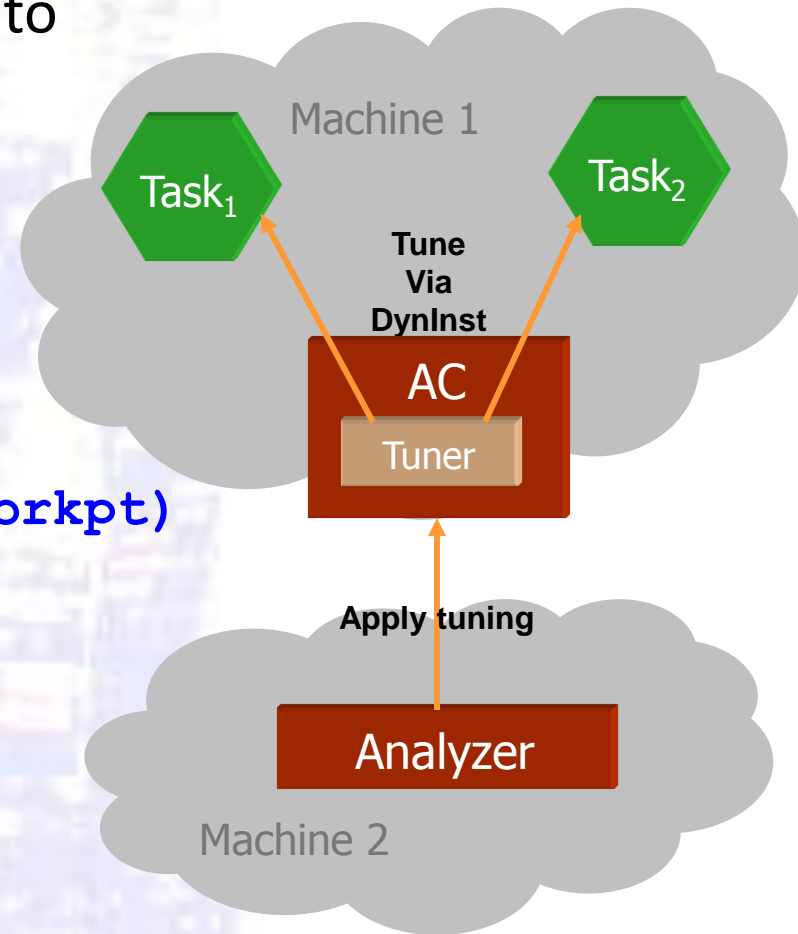 to
Machine 1
Task₁
Task₂
Tune
Via
DynInst
AC
Tuner
orkpt)
Apply tuning
Analyzer
Machine 2